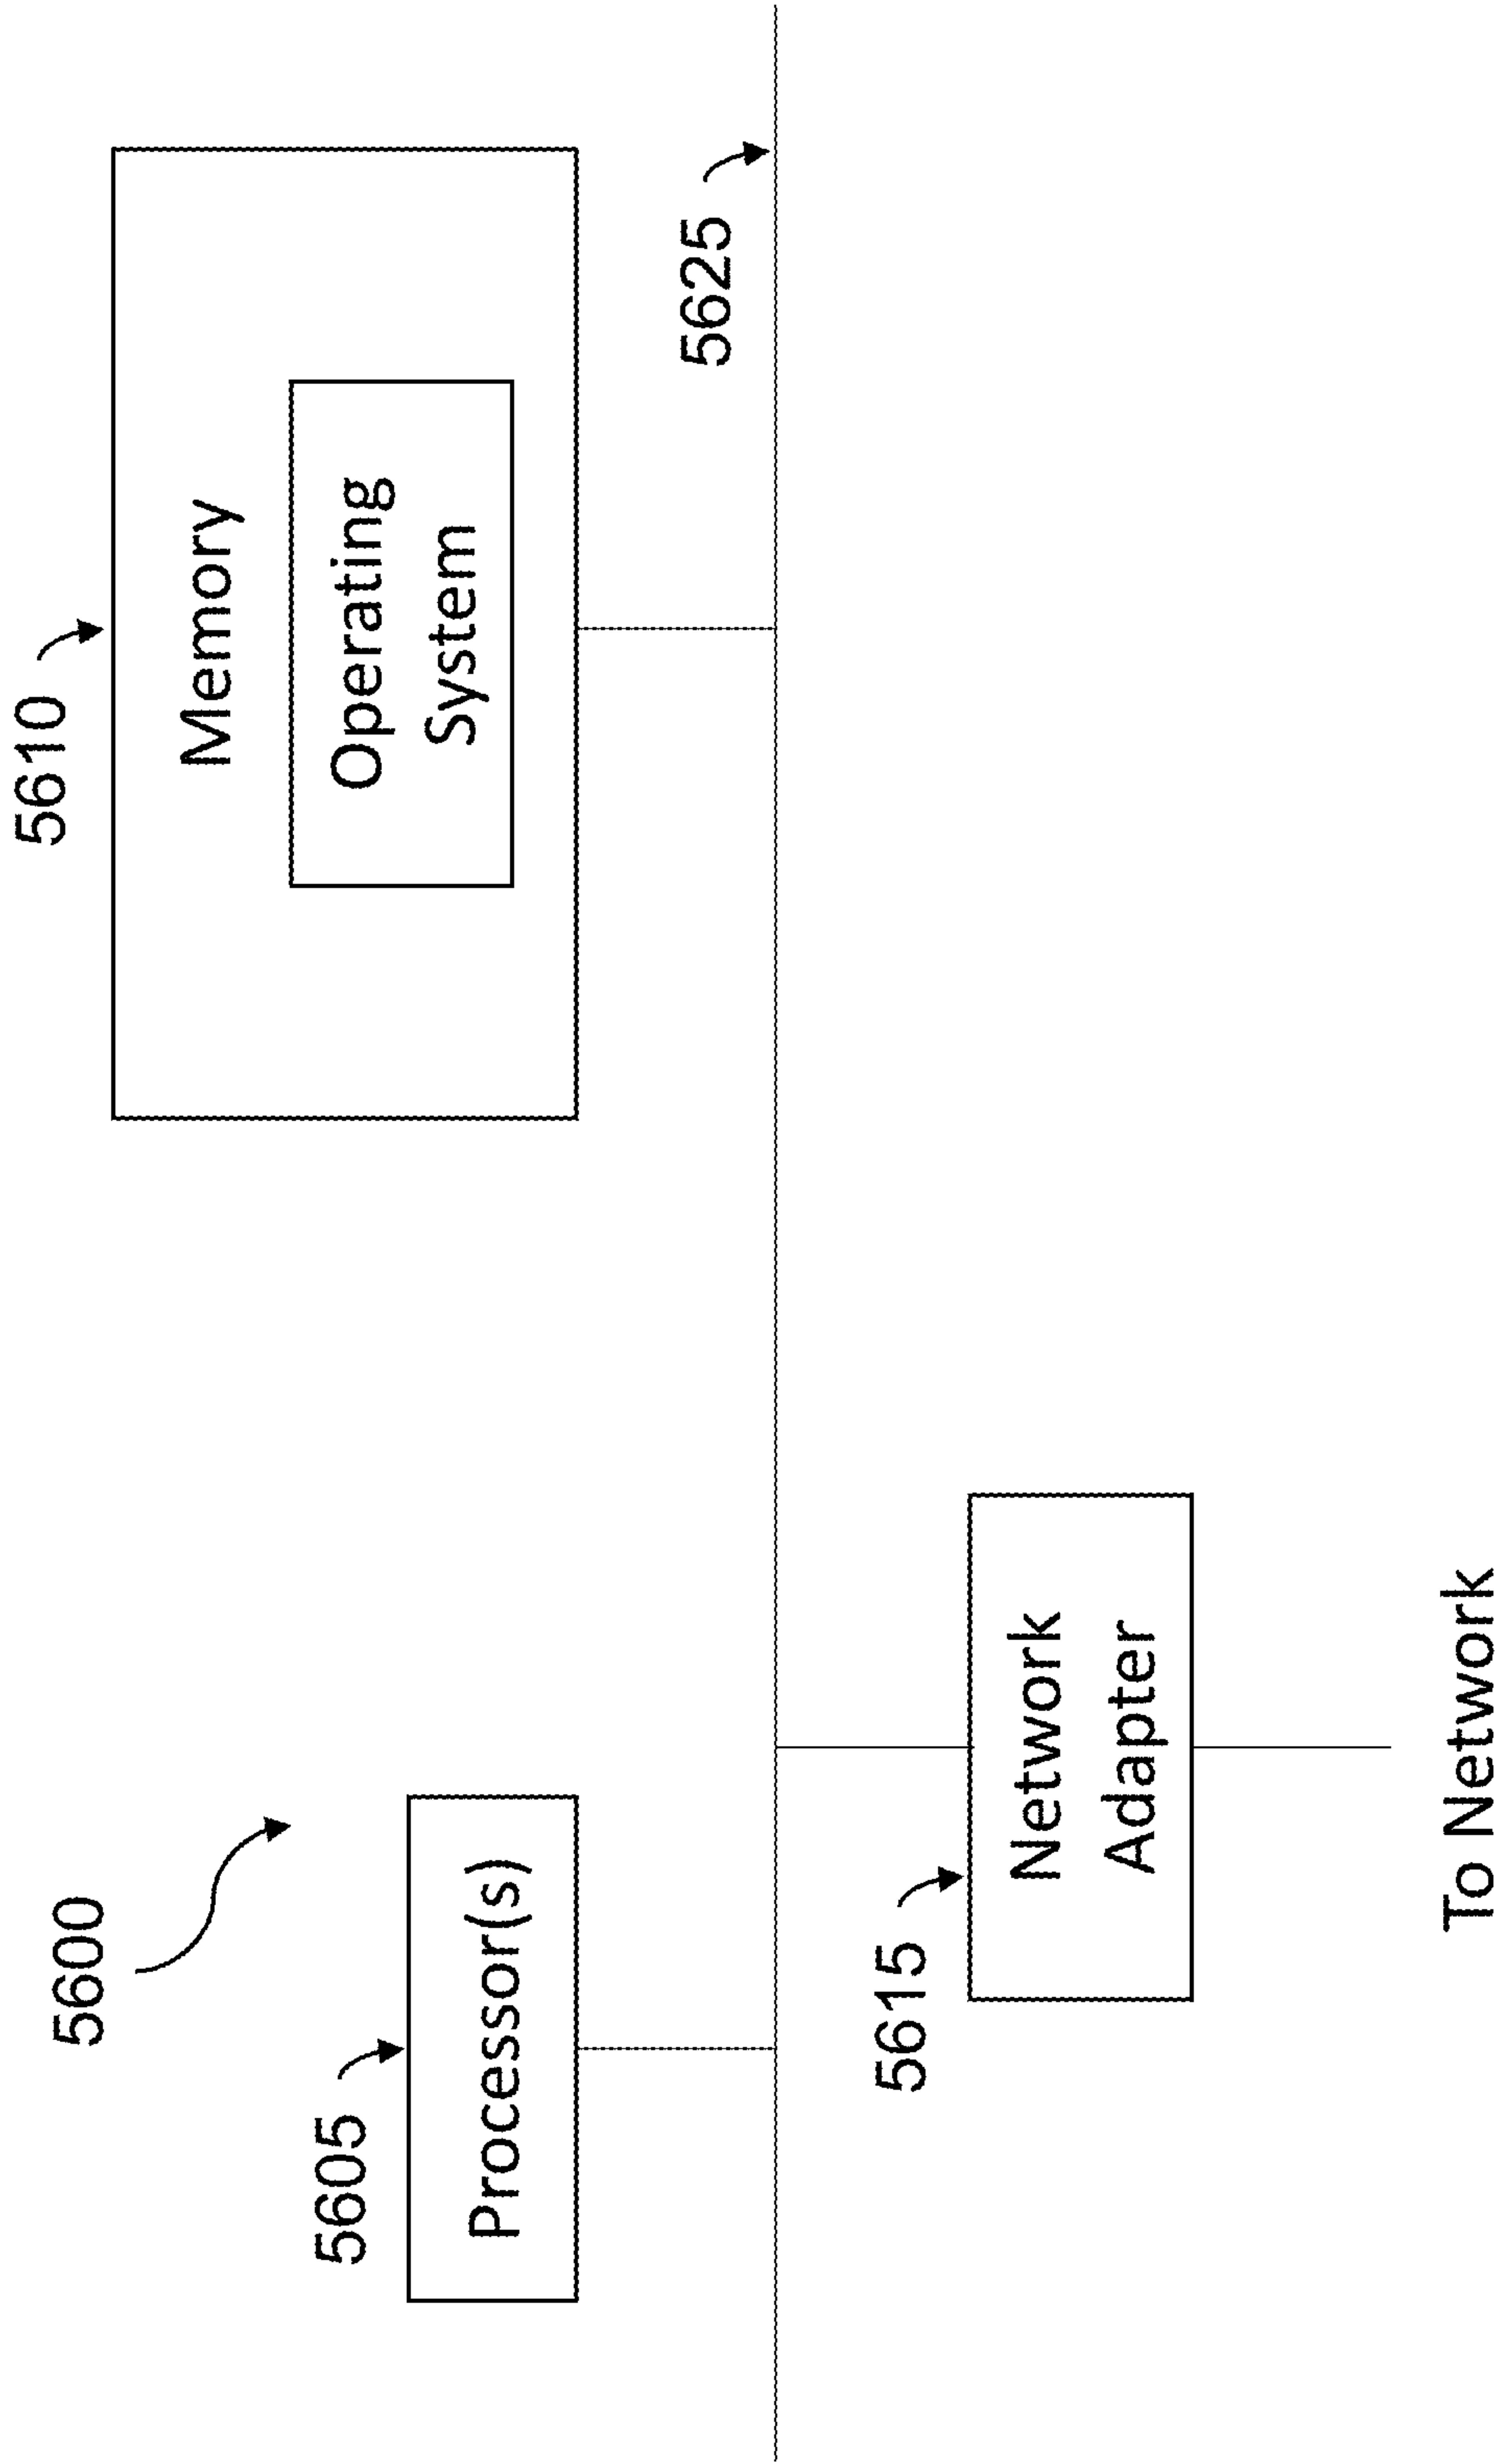 5600
5605
Processor(s)
5610
Memory
Operating
System
5625
5615
Network
Adapter
To Network